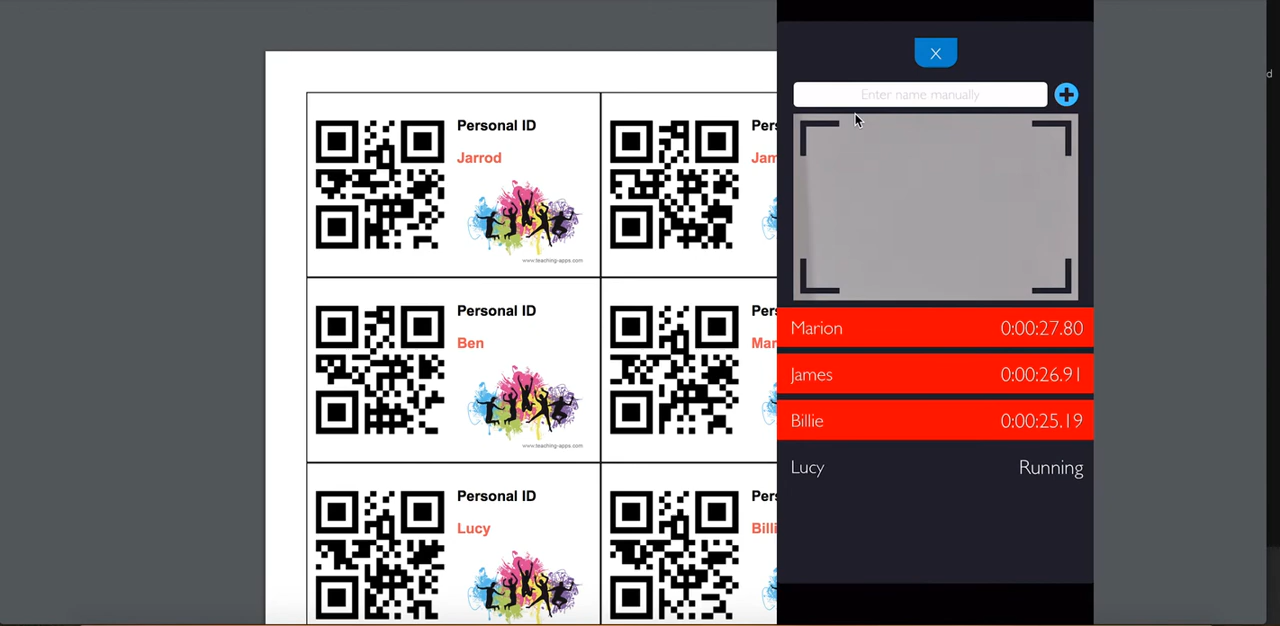 Personal ID
Jarrod
www.teaching-apps.com
Pers
Jam
Personal ID
Ben
www.teaching-apps.com
Pers
Mar
Personal ID
Lucy
Pers
Billi
X
Enter name manually
Marion 0:00:27.80
James 0:00:26.91
Billie 0:00:25.19
Lucy Running
d